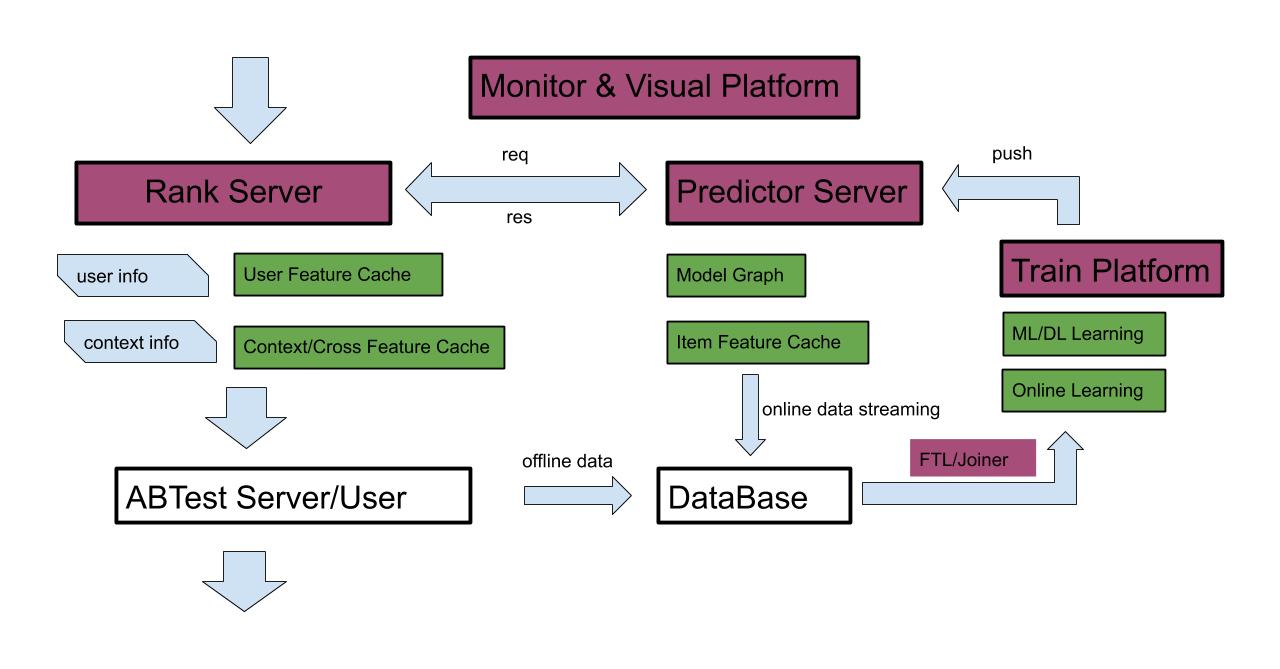 Monitor & Visual Platform
req
push
Rank Server
Predictor Server
res
Train Platform
user info
User Feature Cache
Model Graph
context info
Context/Cross Feature Cache
Item Feature Cache
ML/DL Learning
Online Learning
online data streaming
offline data
FTL/Joiner
ABTest Server/User
DataBase